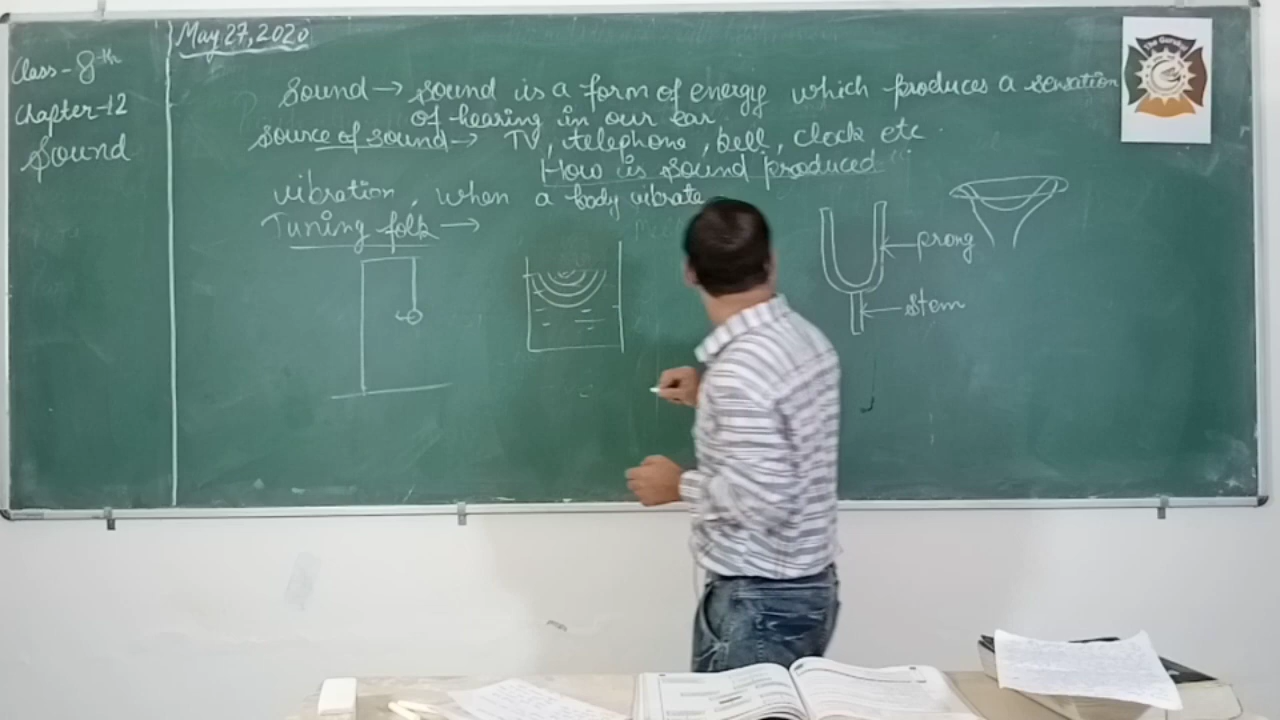 May 27, 2020
Class - 8th
Chapter-12
Sound
Sound → sound is a form of energy which produces a sensation
of hearing in our ear.
Source of sound → TV, telephone, bell, clock etc.
How is sound produced
vibration, when a body vibrate
Tuning folk →
prong
stem